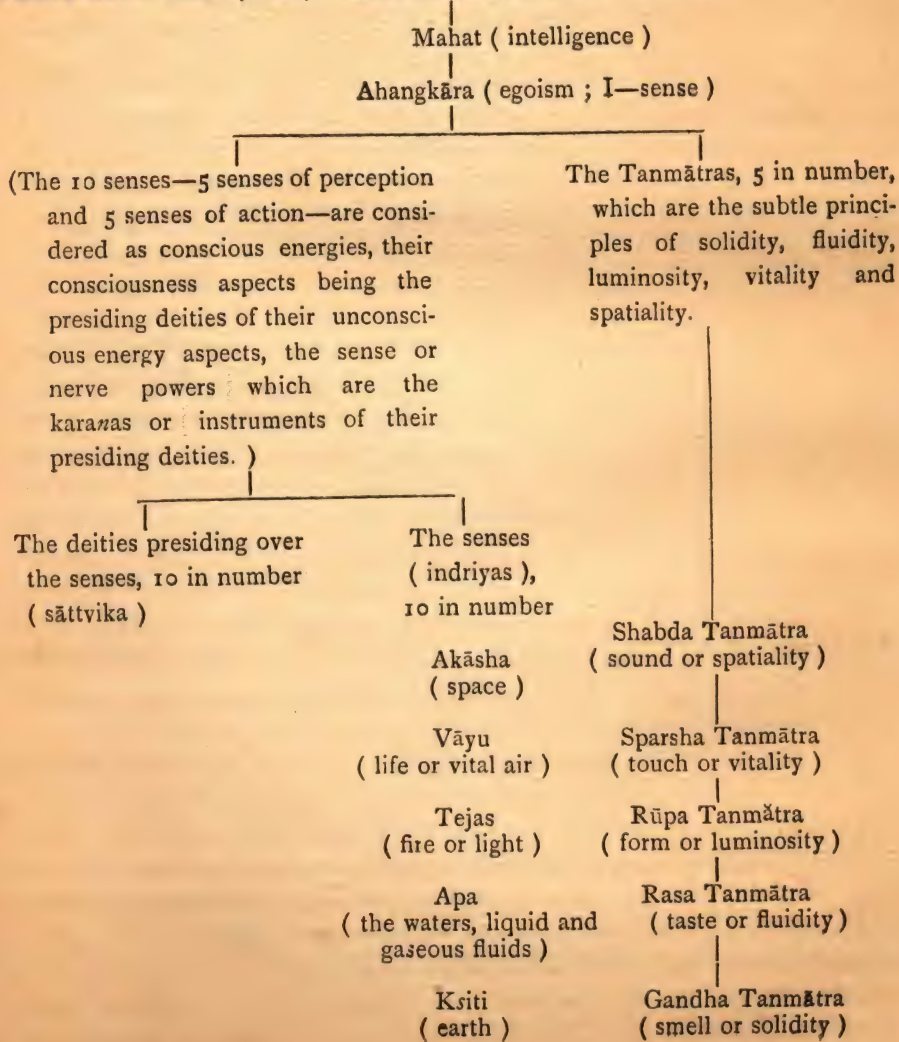 Mahat ( intelligence )
Ahangkāra ( egoism ; I—sense )
(The 10 senses—5 senses of perception
and 5 senses of action—are consi-
dered as conscious energies, their
consciousness aspects being the
presiding deities of their unconsci-
ous energy aspects, the sense or
nerve powers which are the
karanas or instruments of their
presiding deities. )
The Tanmātras, 5 in number,
which are the subtle princi-
ples of solidity, fluidity,
luminosity, vitality and
spatiality.
The deities presiding over
the senses, 10 in number
( sāttvika )
The senses
( indriyas ),
10 in number
Akāsha
( space )
Shabda Tanmātra
( sound or spatiality )
Vāyu
( life or vital air )
Sparsha Tanmātra
( touch or vitality )
Tejas
( fire or light )
Rūpa Tanmătra
( form or luminosity )
Apa
( the waters, liquid and
gaseous fluids )
Rasa Tanmātra
( taste or fluidity )
Ksiti
( earth )
Gandha Tanmātra
( smell or solidity )